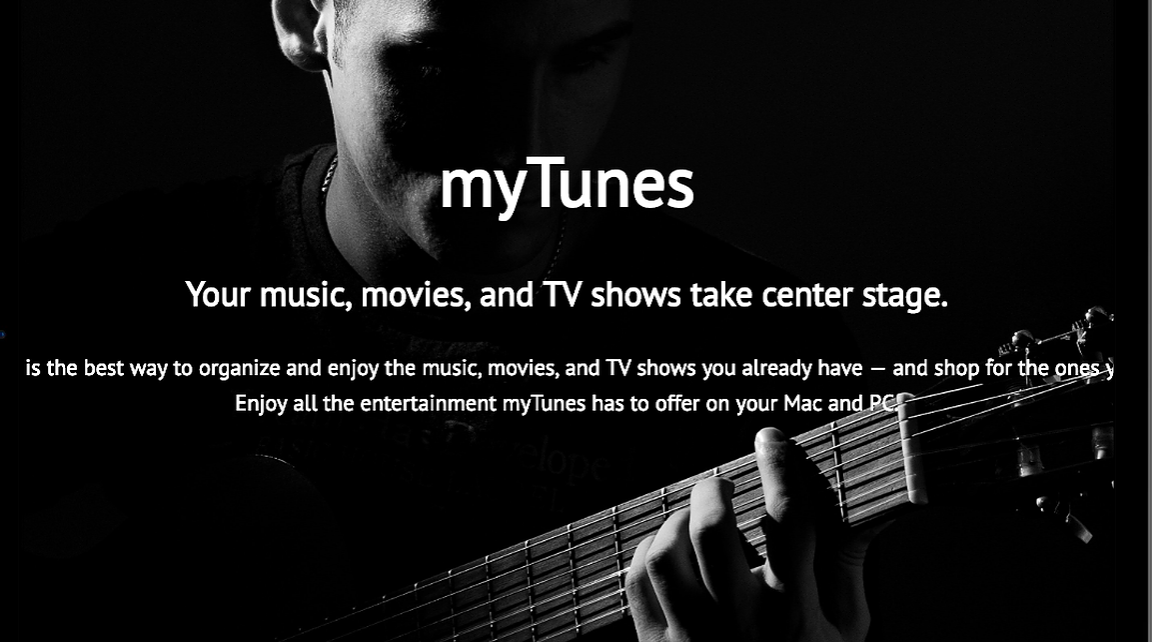 myTunes
Your music, movies, and TV shows take center stage.
is the best way to organize and enjoy the music, movies, and TV shows you already have — and shop for the ones
Enjoy all the entertainment myTunes has to offer on your Mac and PC.